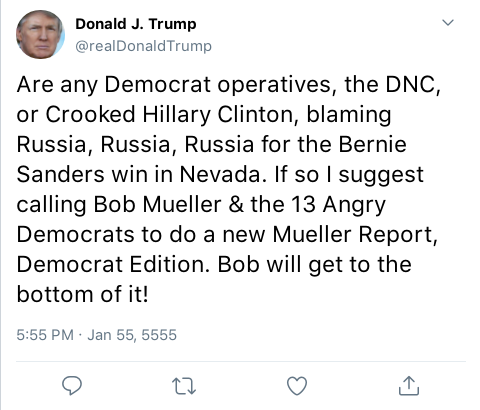 Donald J. Trump
@realDonaldTrump
Are any Democrat operatives, the DNC,
or Crooked Hillary Clinton, blaming
Russia, Russia, Russia for the Bernie
Sanders win in Nevada. If so I suggest
calling Bob Mueller & the 13 Angry
Democrats to do a new Mueller Report,
Democrat Edition. Bob will get to the
bottom of it!
5:55 PM · Jan 55, 5555